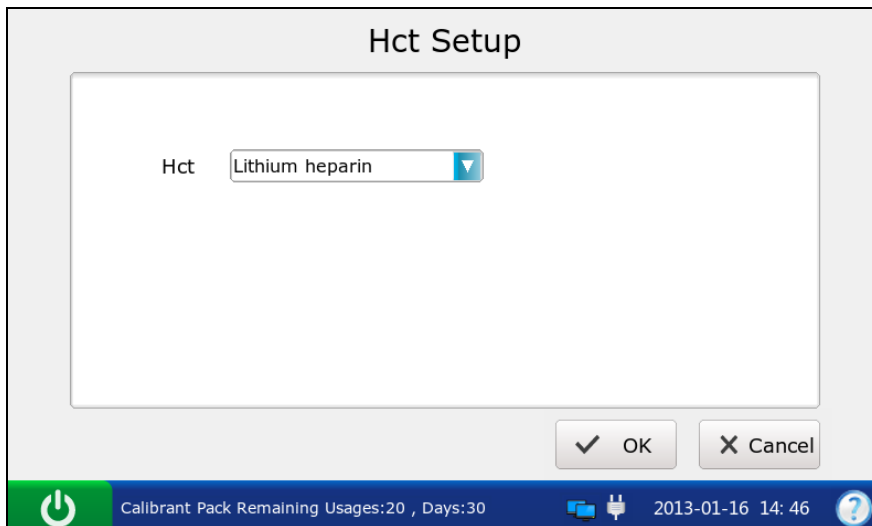 Hct Setup
Hct Lithium heparin
OK Cancel
Calibrant Pack Remaining Usages:20 , Days:30 2013-01-16 14: 46 ?